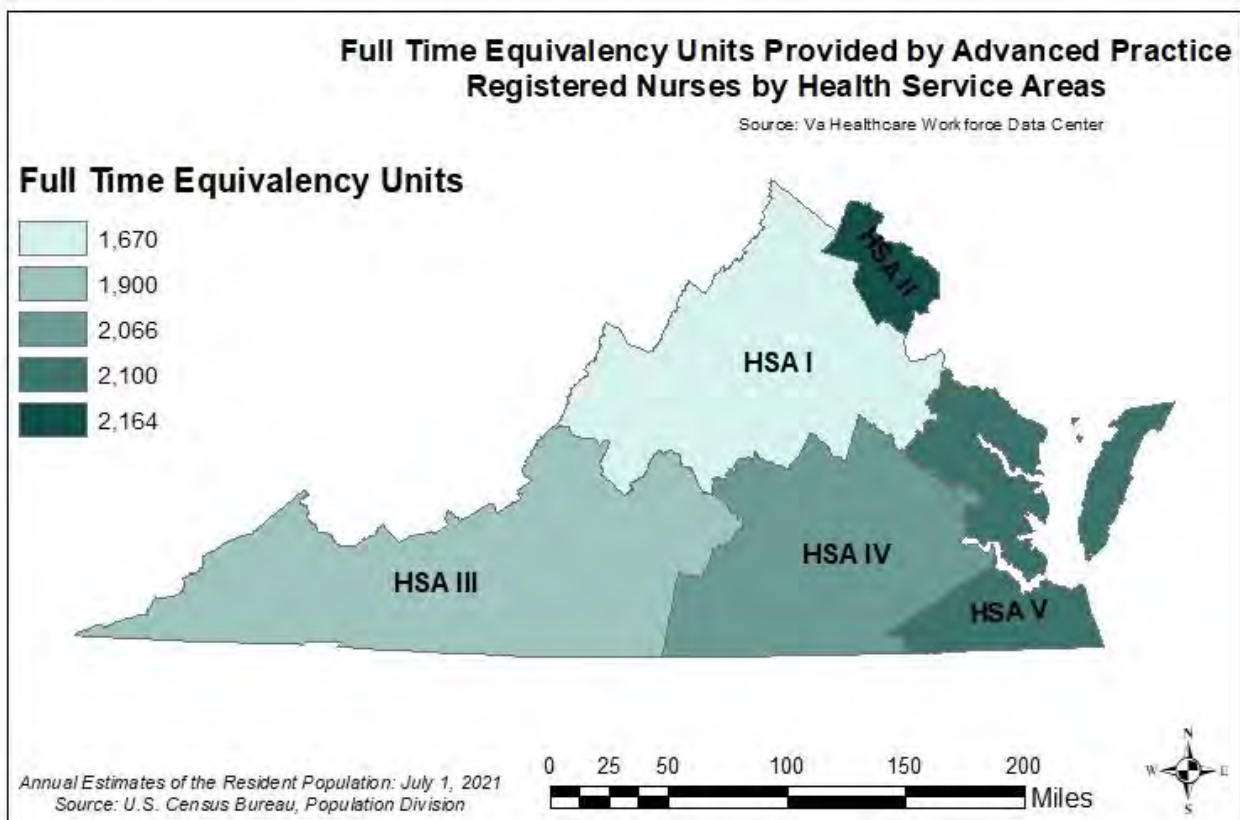 Full Time Equivalency Units Provided by Advanced Practice
Registered Nurses by Health Service Areas
Source: Va Healthcare Workforce Data Center
Full Time Equivalency Units
1,670
1,900
2,066
2,100
2,164
HSA II
HSA I
HSA III
HSA IV
HSA V
Annual Estimates of the Resident Population: July 1, 2021
Source: U.S. Census Bureau, Population Division
0 25 50 100 150 200
Miles
N
W E
S